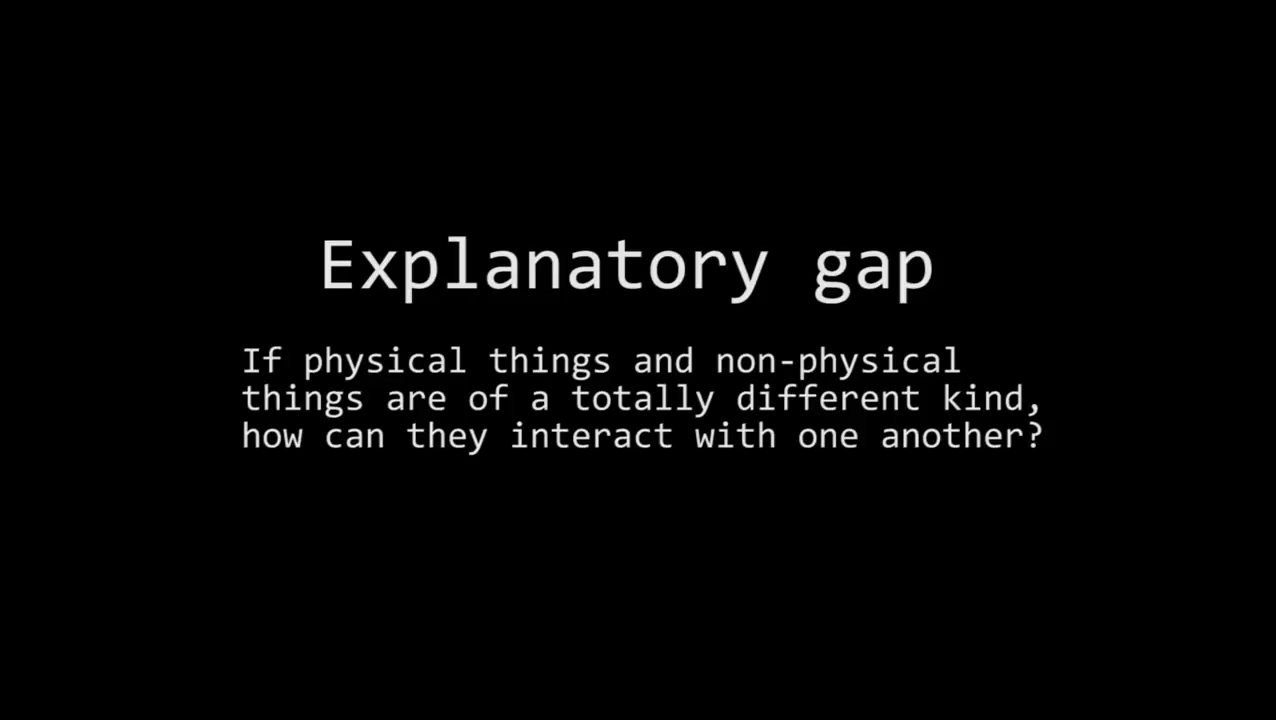 Explanatory gap
If physical things and non-physical
things are of a totally different kind,
how can they interact with one another?